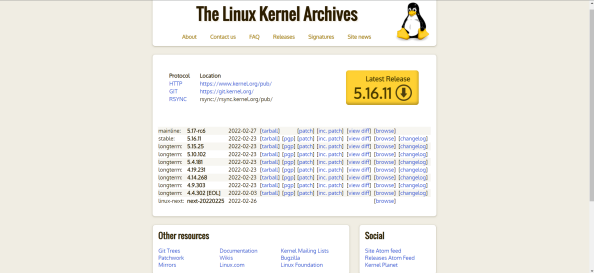 The Linux Kernel Archives
About Contact us FAQ Releases Signatures Site news
Protocol Location
HTTP https://www.kernel.org/pub/
GIT https://git.kernel.org/
RSYNC rsync://rsync.kernel.org/pub/
Latest Release
5.16.11
mainline: 5.17-rc6 2022-02-27 [tarball] [patch] [inc. patch] [view diff] [browse]
stable: 5.16.11 2022-02-23 [tarball] [pgp] [patch] [inc. patch] [view diff] [browse] [changelog]
longterm: 5.15.25 2022-02-23 [tarball] [pgp] [patch] [inc. patch] [view diff] [browse] [changelog]
longterm: 5.10.102 2022-02-23 [tarball] [pgp] [patch] [inc. patch] [view diff] [browse] [changelog]
longterm: 5.4.181 2022-02-23 [tarball] [pgp] [patch] [inc. patch] [view diff] [browse] [changelog]
longterm: 4.19.231 2022-02-23 [tarball] [pgp] [patch] [inc. patch] [view diff] [browse] [changelog]
longterm: 4.14.268 2022-02-23 [tarball] [pgp] [patch] [inc. patch] [view diff] [browse] [changelog]
longterm: 4.9.303 2022-02-23 [tarball] [pgp] [patch] [inc. patch] [view diff] [browse] [changelog]
longterm: 4.4.302 [EOL] 2022-02-03 [tarball] [pgp] [patch] [inc. patch] [view diff] [browse] [changelog]
linux-next: next-20220225 2022-02-26 [browse]
Other resources
Git Trees Documentation Kernel Mailing Lists
Patchwork Wikis Bugzilla
Mirrors Linux.com Linux Foundation
Social
Site Atom feed
Releases Atom Feed
Kernel Planet